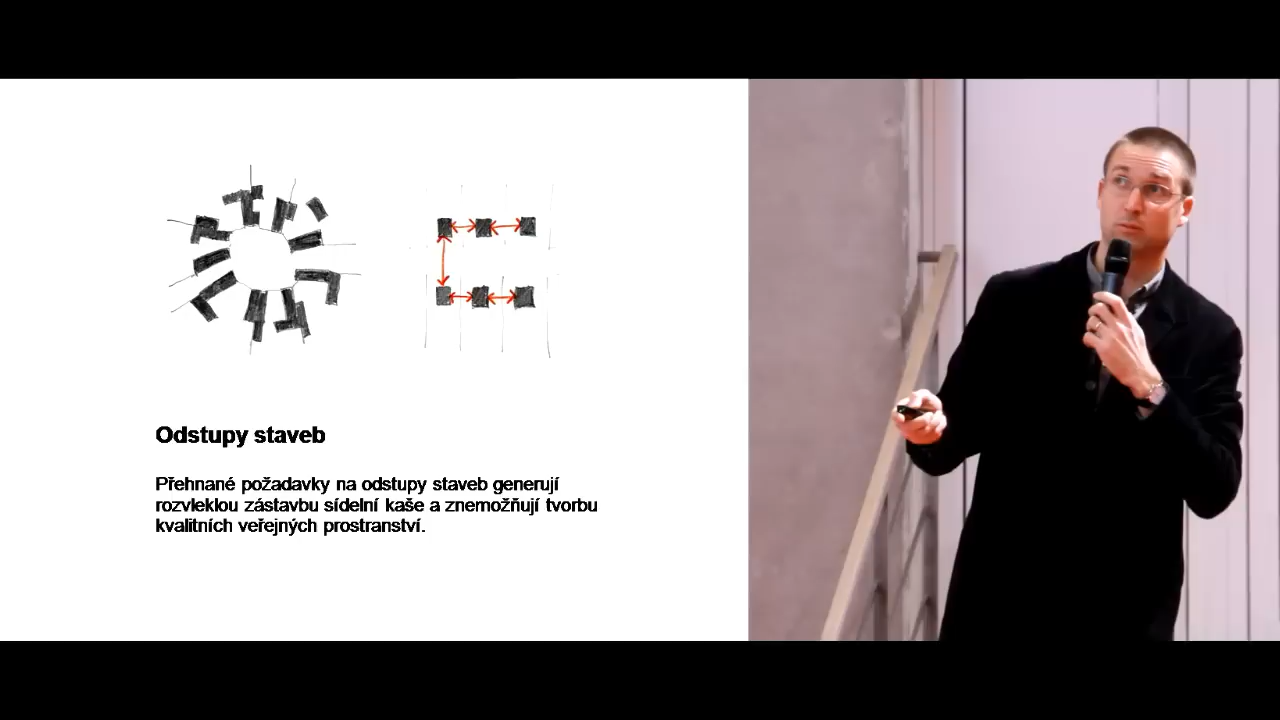 Odstupy staveb
Přehnané požadavky na odstupy staveb generují
rozvleklou zástavbu sídelní kaše a znemožňují tvorbu
kvalitních veřejných prostranství.